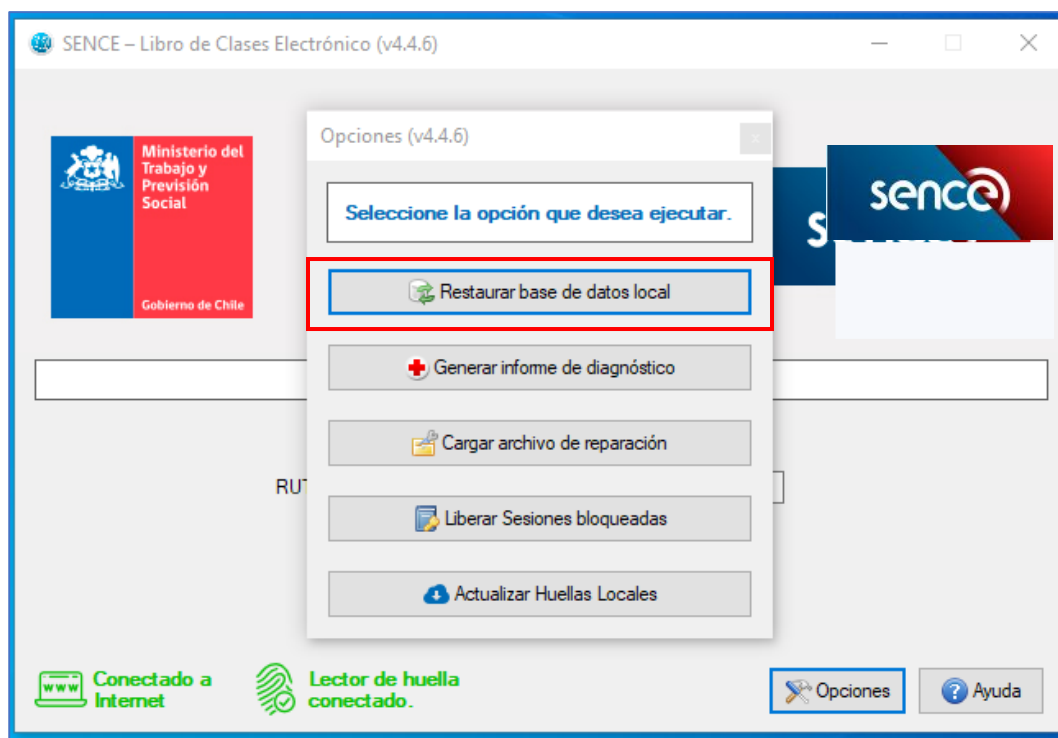 SENCE – Libro de Clases Electrónico (v4.4.6)
Opciones (v4.4.6)
Ministerio del
Trabajo y
Previsión
Social
Gobierno de Chile
sence
Seleccione la opción que desea ejecutar.
Restaurar base de datos local
Generar informe de diagnóstico
Cargar archivo de reparación
RUT
Liberar Sesiones bloqueadas
Actualizar Huellas Locales
www
Conectado a
Internet
Lector de huella
conectado.
Opciones
Ayuda